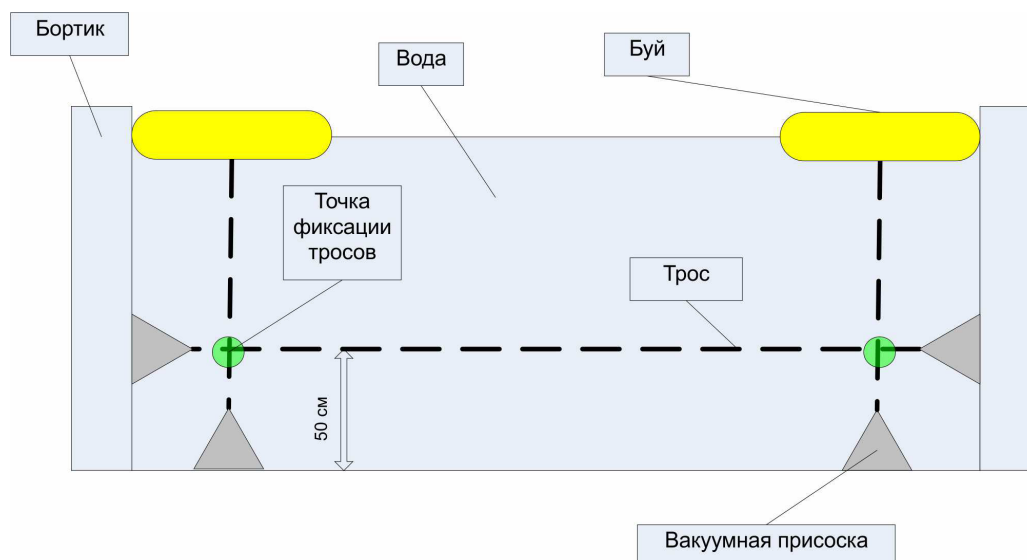 Бортик
Вода
Буй
Точка
фиксации
тросов
Трос
50 см
Вакуумная присоска